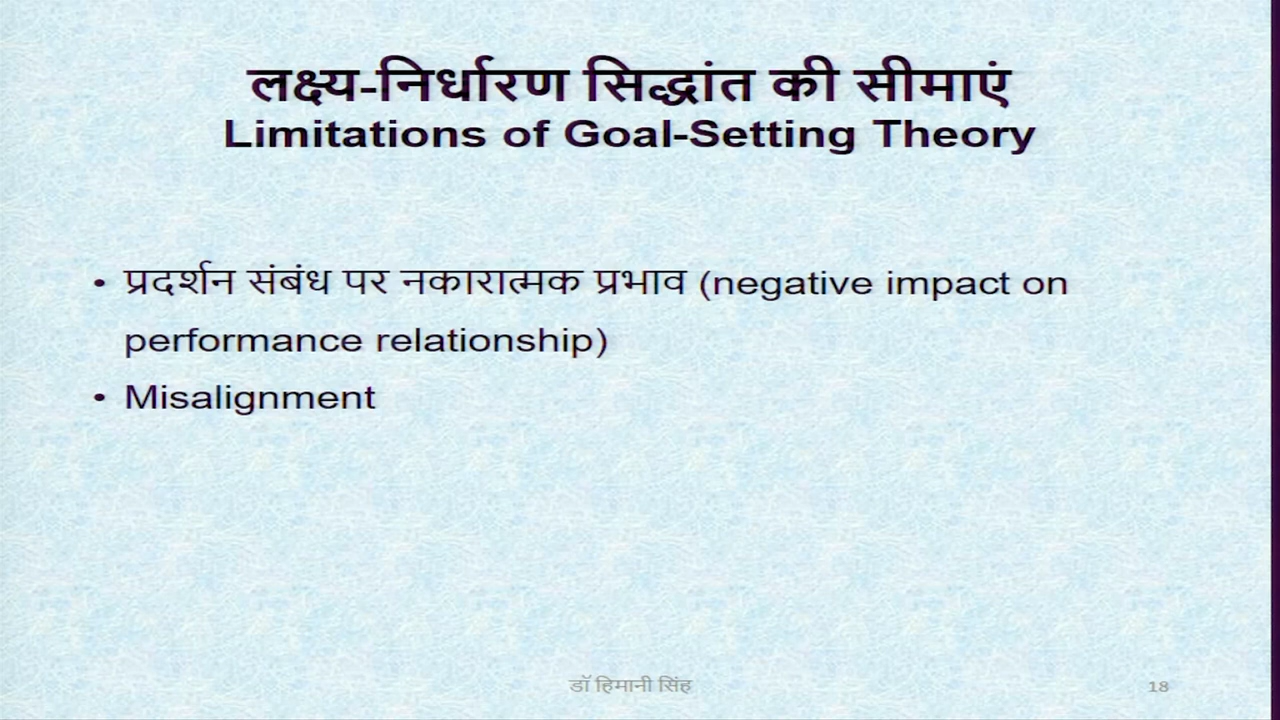 लक्ष्य-निर्धारण सिद्धांत की सीमाएं
Limitations of Goal-Setting Theory
• प्रदर्शन संबंध पर नकारात्मक प्रभाव (negative impact on
performance relationship)
• Misalignment
डॉ हिमानी सिंह
18